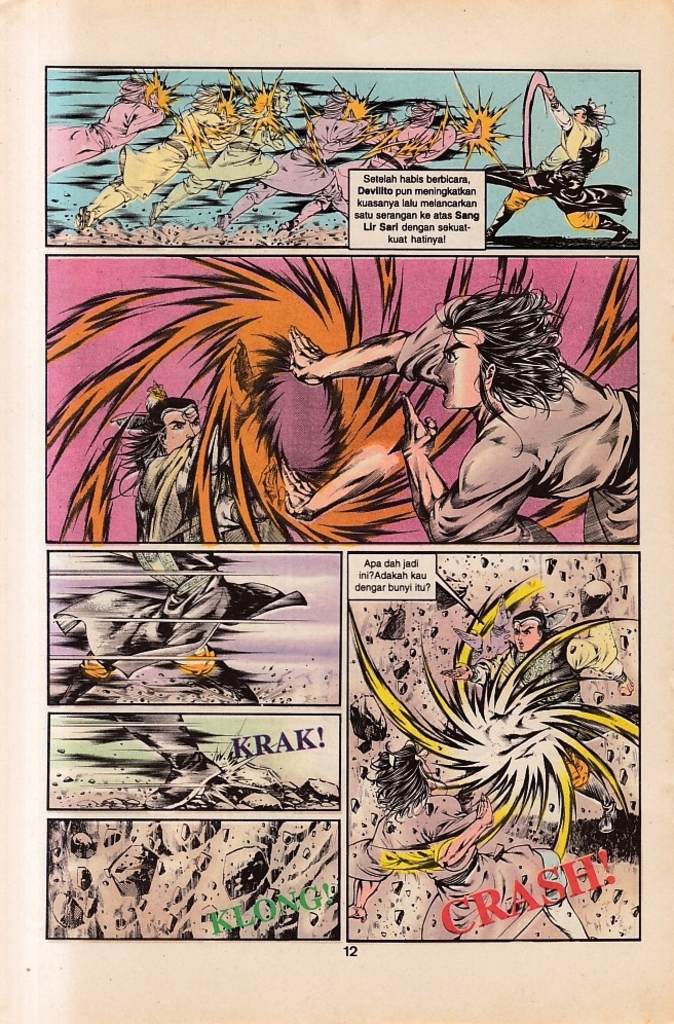 Setelah habis berbicara,
Devilito pun meningkatkan
kuasanya lalu melancarkan
satu serangan ke atas Sang
Lir Sari dengan sekuat-
kuat hatinya!
Apa dah jadi
ini?Adakah kau
dengar bunyi itu?
KRAK!
KLONG!
CRASH!
12